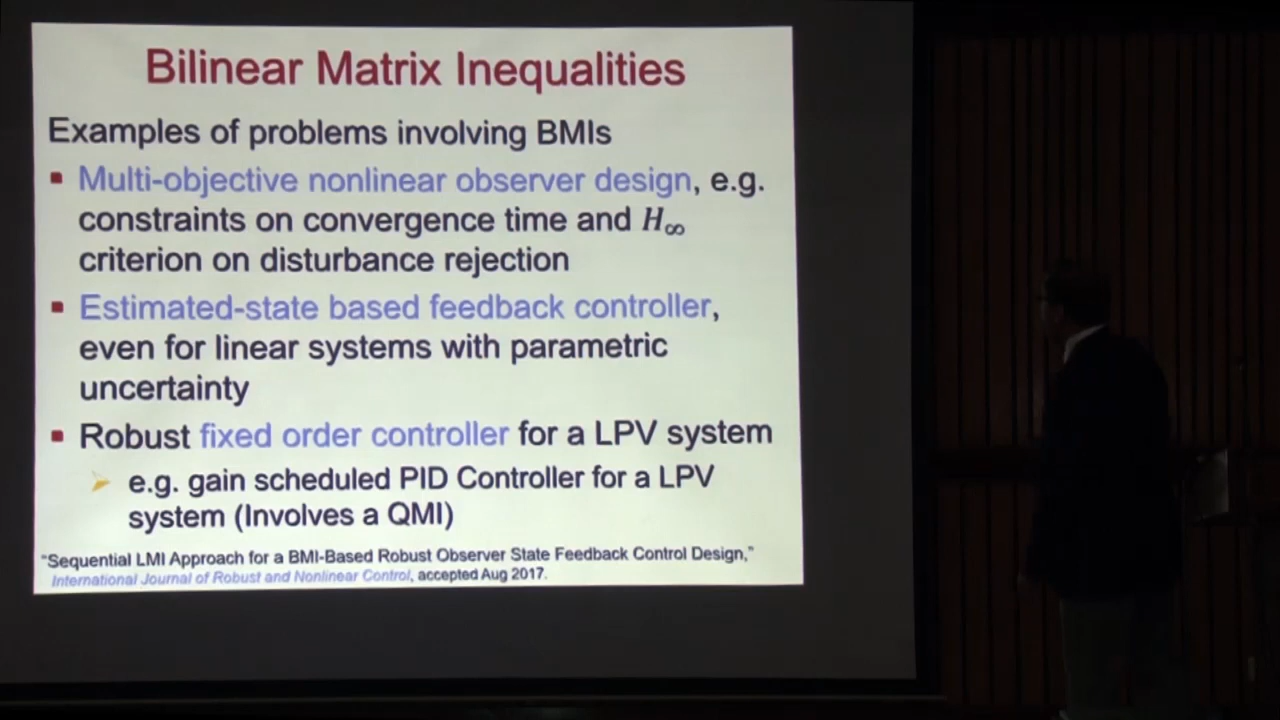 Bilinear Matrix Inequalities
Examples of problems involving BMIs
▪ Multi-objective nonlinear observer design, e.g.
constraints on convergence time and H∞
criterion on disturbance rejection
▪ Estimated-state based feedback controller,
even for linear systems with parametric
uncertainty
▪ Robust fixed order controller for a LPV system
➢ e.g. gain scheduled PID Controller for a LPV
system (Involves a QMI)
"Sequential LMI Approach for a BMI-Based Robust Observer State Feedback Control Design,"
International Journal of Robust and Nonlinear Control, accepted Aug 2017.